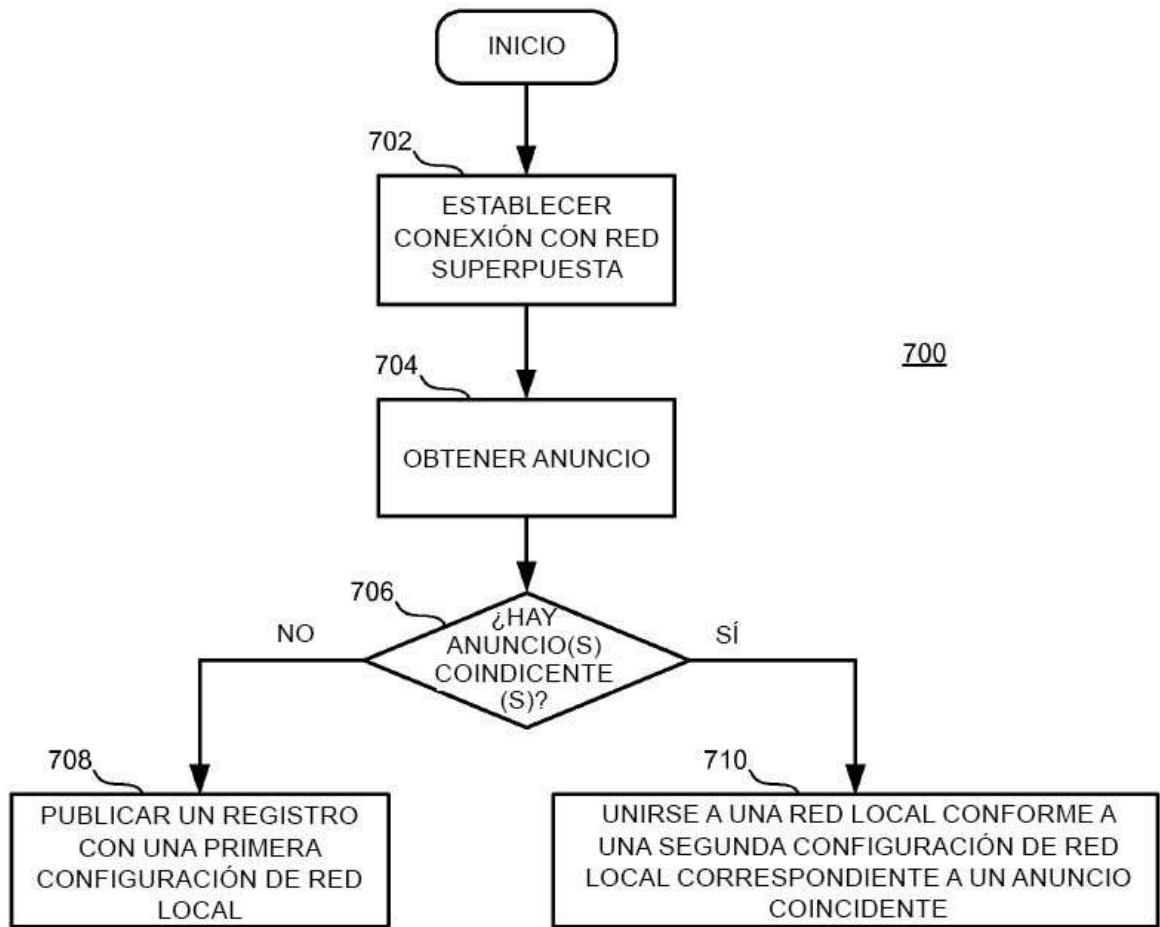 INICIO
702
ESTABLECER
CONEXIÓN CON RED
SUPERPUESTA
700
704
OBTENER ANUNCIO
706
¿HAY
ANUNCIO(S)
COINDICENTE
(S)?
NO
SÍ
708
PUBLICAR UN REGISTRO
CON UNA PRIMERA
CONFIGURACIÓN DE RED
LOCAL
710
UNIRSE A UNA RED LOCAL CONFORME A
UNA SEGUNDA CONFIGURACIÓN DE RED
LOCAL CORRESPONDIENTE A UN ANUNCIO
COINCIDENTE